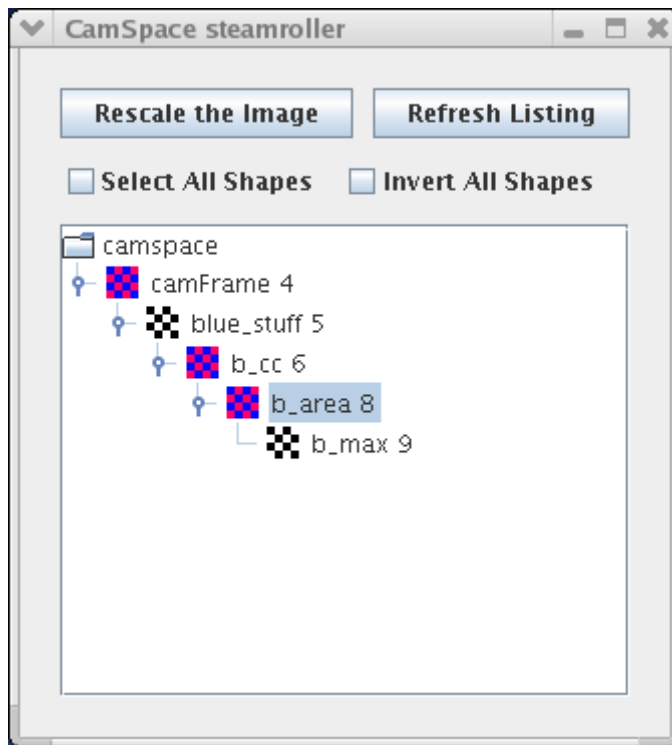 CamSpace steamroller
Rescale the Image Refresh Listing
Select All Shapes Invert All Shapes
camspace
camFrame 4
blue_stuff 5
b_cc 6
b_area 8
b_max 9